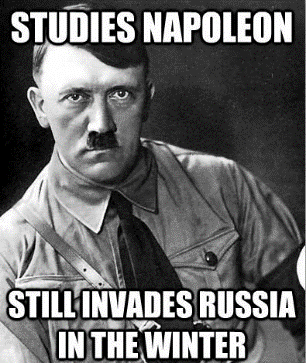 STUDIES NAPOLEON
STILL INVADES RUSSIA
IN THE WINTER